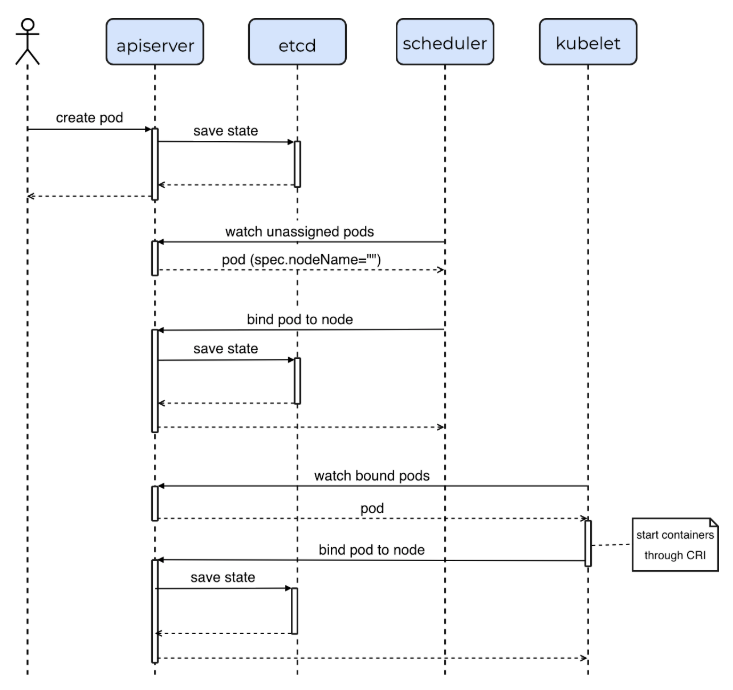 apiserver
etcd
scheduler
kubelet
create pod
save state
watch unassigned pods
pod (spec.nodeName="")
bind pod to node
save state
watch bound pods
pod
start containers
through CRI
bind pod to node
save state